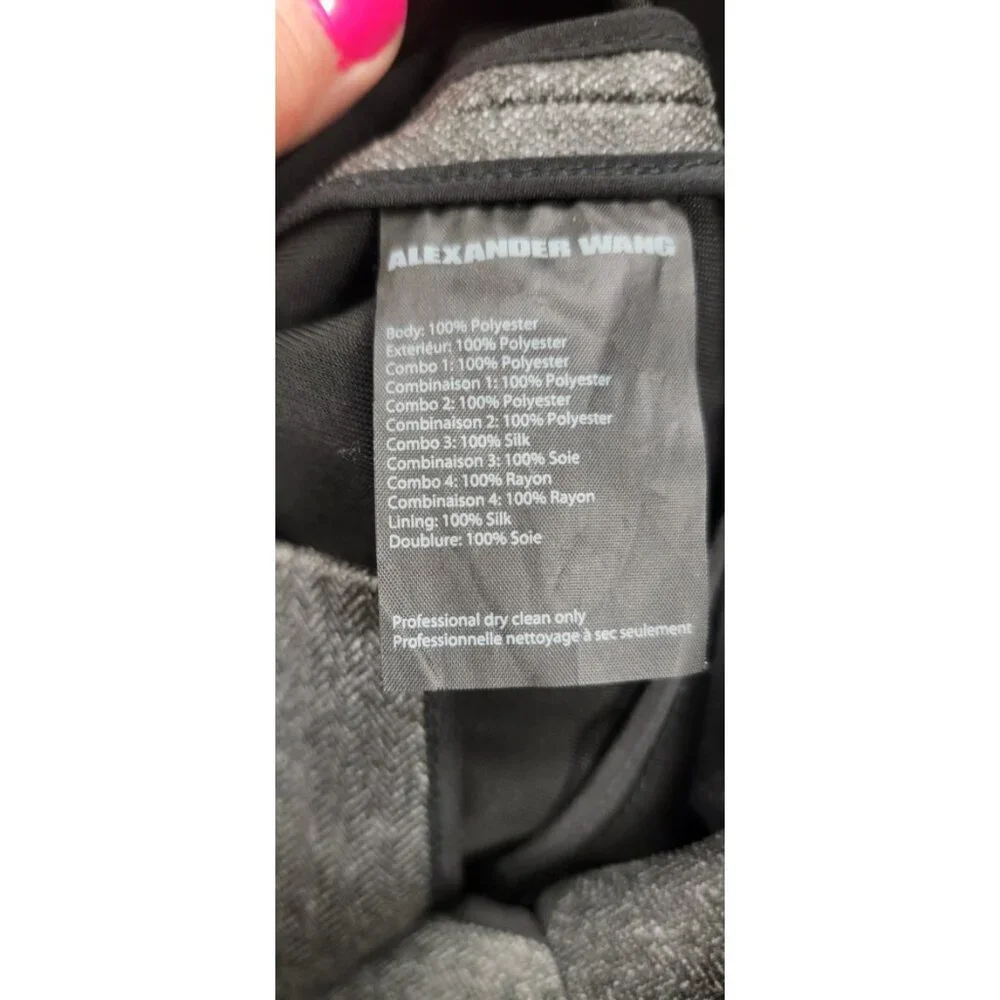 ALEXANDER WANG
Body: 100% Polyester
Exteriéur: 100% Polyester
Combo 1: 100% Polyester
Combinaison 1: 100% Polyester
Combo 2: 100% Polyester
Combinaison 2: 100% Polyester
Combo 3: 100% Silk
Combinaison 3: 100% Soie
Combo 4: 100% Rayon
Combinaison 4: 100% Rayon
Lining: 100% Silk
Doublure: 100% Soie
Professional dry clean only
Professionnelle nettoyage à sec seulement